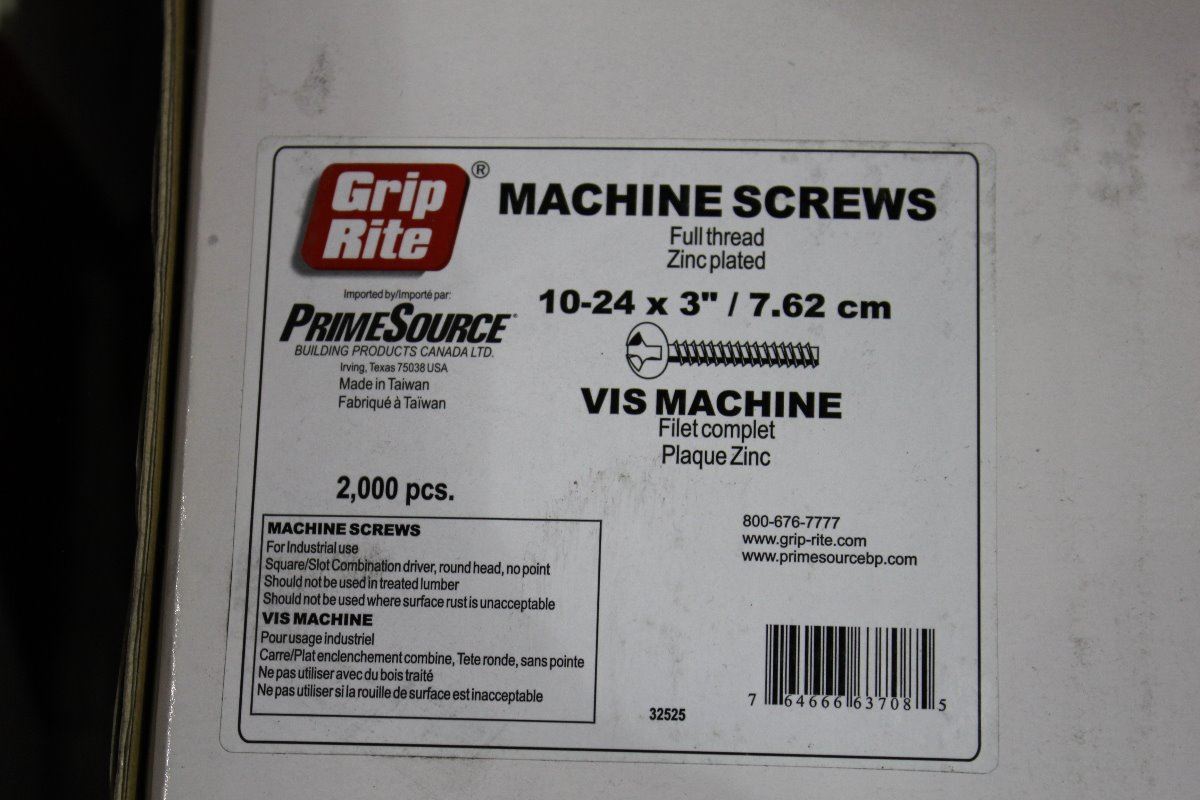 Grip
Rite®
MACHINE SCREWS
Full thread
Zinc plated
10-24 x 3" / 7.62 cm
VIS MACHINE
Filet complet
Plaque Zinc
Imported by/Importé par:
PRIMESOURCE
BUILDING PRODUCTS CANADA LTD.
Irving, Texas 75038 USA
Made in Taiwan
Fabriqué à Taïwan
2,000 pcs.
MACHINE SCREWS
For Industrial use
Square/Slot Combination driver, round head, no point
Should not be used in treated lumber
Should not be used where surface rust is unacceptable
VIS MACHINE
Pour usage industriel
Carre/Plat enclenchement combine, Tete ronde, sans pointe
Ne pas utiliser avec du bois traité
Ne pas utiliser si la rouille de surface est inacceptable
800-676-7777
www.grip-rite.com
www.primesourcebp.com
32525
7 64666 63708 5